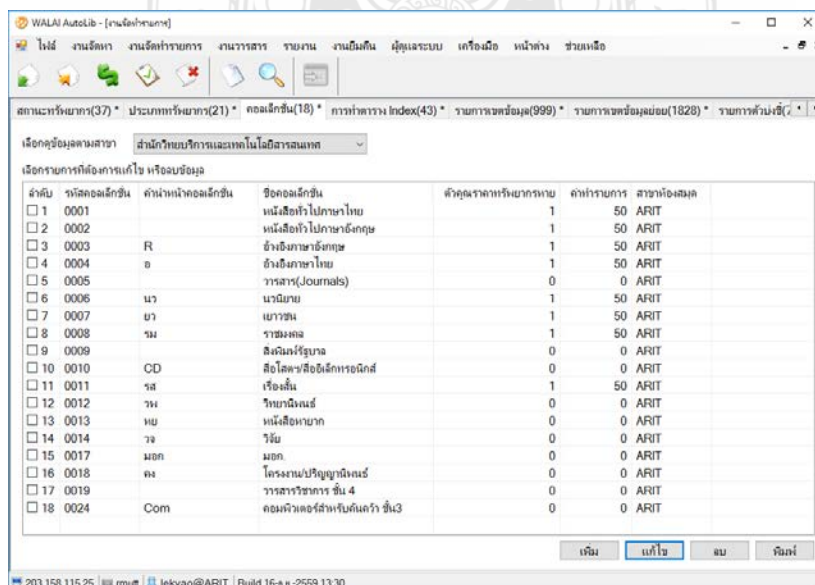 WALAI AutoLib - [งานจัดทำรายการ]
ไฟล์ งานจัดหา งานจัดทำรายการ งานวารสาร รายงาน งานยืมคืน ผู้ดูแลระบบ เครื่องมือ หน้าต่าง ช่วยเหลือ
สถานะทรัพยากร(37) * ประเภททรัพยากร(21) * คอลเล็กชั่น(18) * การทำตาราง Index(43) * รายการเขตข้อมูล(999) * รายการเขตข้อมูลย่อย(1828) * รายการตัวบ่งชี้(
เลือกดูข้อมูลตามสาขา สำนักวิทยบริการและเทคโนโลยีสารสนเทศ
เลือกรายการที่ต้องการแก้ไข หรือลบข้อมูล
ลำดับ รหัสคอลเล็กชั่น คำนำหน้าคอลเล็กชั่น ชื่อคอลเล็กชั่น ตัวคูณราคาทรัพยากรหาย ค่าทำรายการ สาขาห้องสมุด
1 0001 หนังสือทั่วไปภาษาไทย 1 50 ARIT
2 0002 หนังสือทั่วไปภาษาอังกฤษ 1 50 ARIT
3 0003 R อ้างอิงภาษาอังกฤษ 1 50 ARIT
4 0004 อ อ้างอิงภาษาไทย 1 50 ARIT
5 0005 วารสาร(Journals) 0 0 ARIT
6 0006 นว นวนิยาย 1 50 ARIT
7 0007 ยว เยาวชน 1 50 ARIT
8 0008 รม ราชมงคล 1 50 ARIT
9 0009 สิ่งพิมพ์รัฐบาล 0 0 ARIT
10 0010 CD สื่อโสตฯ/สื่ออิเล็กทรอนิกส์ 0 0 ARIT
11 0011 รส เรื่องสั้น 1 50 ARIT
12 0012 วพ วิทยานิพนธ์ 0 0 ARIT
13 0013 หย หนังสือหายาก 0 0 ARIT
14 0014 วจ วิจัย 0 0 ARIT
15 0017 มอก มอก. 0 0 ARIT
16 0018 คง โครงงาน/ปริญญานิพนธ์ 0 0 ARIT
17 0019 วารสารวิชาการ ชั้น 4 0 0 ARIT
18 0024 Com คอมพิวเตอร์สำหรับค้นคว้า ชั้น3 0 0 ARIT
เพิ่ม แก้ไข ลบ พิมพ์
203.158.115.25 lekyao@ARIT Build 16-ธ.ค.-2559 13:30